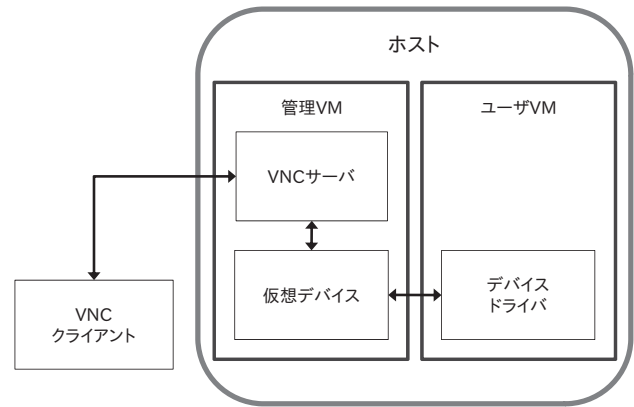 ホスト
管理VM
ユーザVM
VNCサーバ
仮想デバイス
デバイス
ドライバ
VNC
クライアント